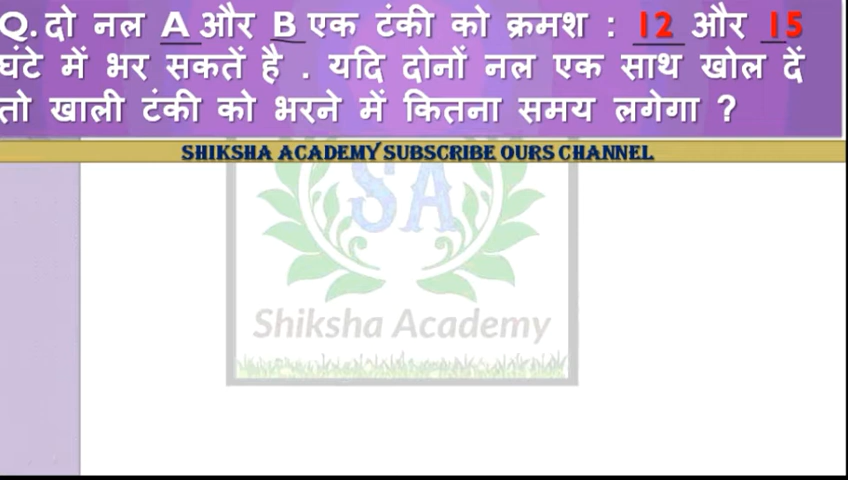 Q. दो नल A और B एक टंकी को क्रमश : 12 और 15
घंटे में भर सकतें है . यदि दोनों नल एक साथ खोल दें
तो खाली टंकी को भरने में कितना समय लगेगा ?
SHIKSHA ACADEMY SUBSCRIBE OURS CHANNEL
SA
Shiksha Academy